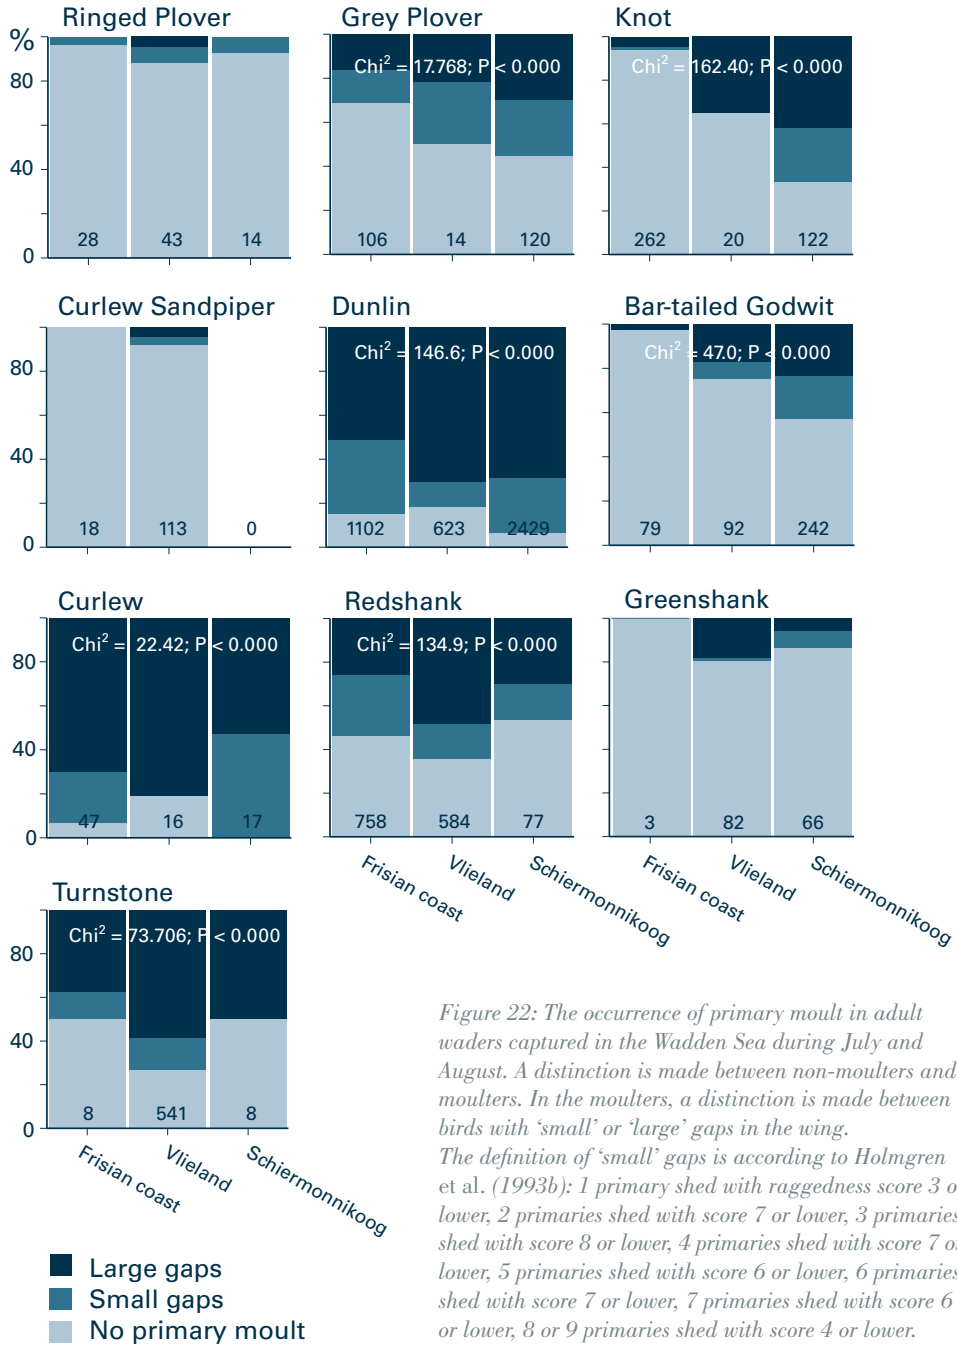 Ringed Plover
Grey Plover
Knot
%
80
40
0
28
43
14
Chi² = 17.768; P < 0.000
106
14
120
Chi² = 162.40; P < 0.000
262
20
122
Curlew Sandpiper
Dunlin
Bar-tailed Godwit
80
40
0
18
113
0
Chi² = 146.6; P < 0.000
1102
623
2429
Chi² = 47.0; P < 0.000
79
92
242
Curlew
Redshank
Greenshank
80
40
0
Chi² = 22.42; P < 0.000
47
16
17
Chi² = 134.9; P < 0.000
758
584
77
3
82
66
Frisian coast
Vlieland
Schiermonnikoog
Frisian coast
Vlieland
Schiermonnikoog
Turnstone
80
40
0
Chi² = 73.706; P < 0.000
8
541
8
Frisian coast
Vlieland
Schiermonnikoog
Large gaps
Small gaps
No primary moult
Figure 22: The occurrence of primary moult in adult
waders captured in the Wadden Sea during July and
August. A distinction is made between non-moulters and
moulters. In the moulters, a distinction is made between
birds with ‘small’ or ‘large’ gaps in the wing.
The definition of ‘small’ gaps is according to Holmgren
et al. (1993b): 1 primary shed with raggedness score 3 o
lower, 2 primaries shed with score 7 or lower, 3 primaries
shed with score 8 or lower, 4 primaries shed with score 7 o
lower, 5 primaries shed with score 6 or lower, 6 primaries
shed with score 7 or lower, 7 primaries shed with score 6
or lower, 8 or 9 primaries shed with score 4 or lower.